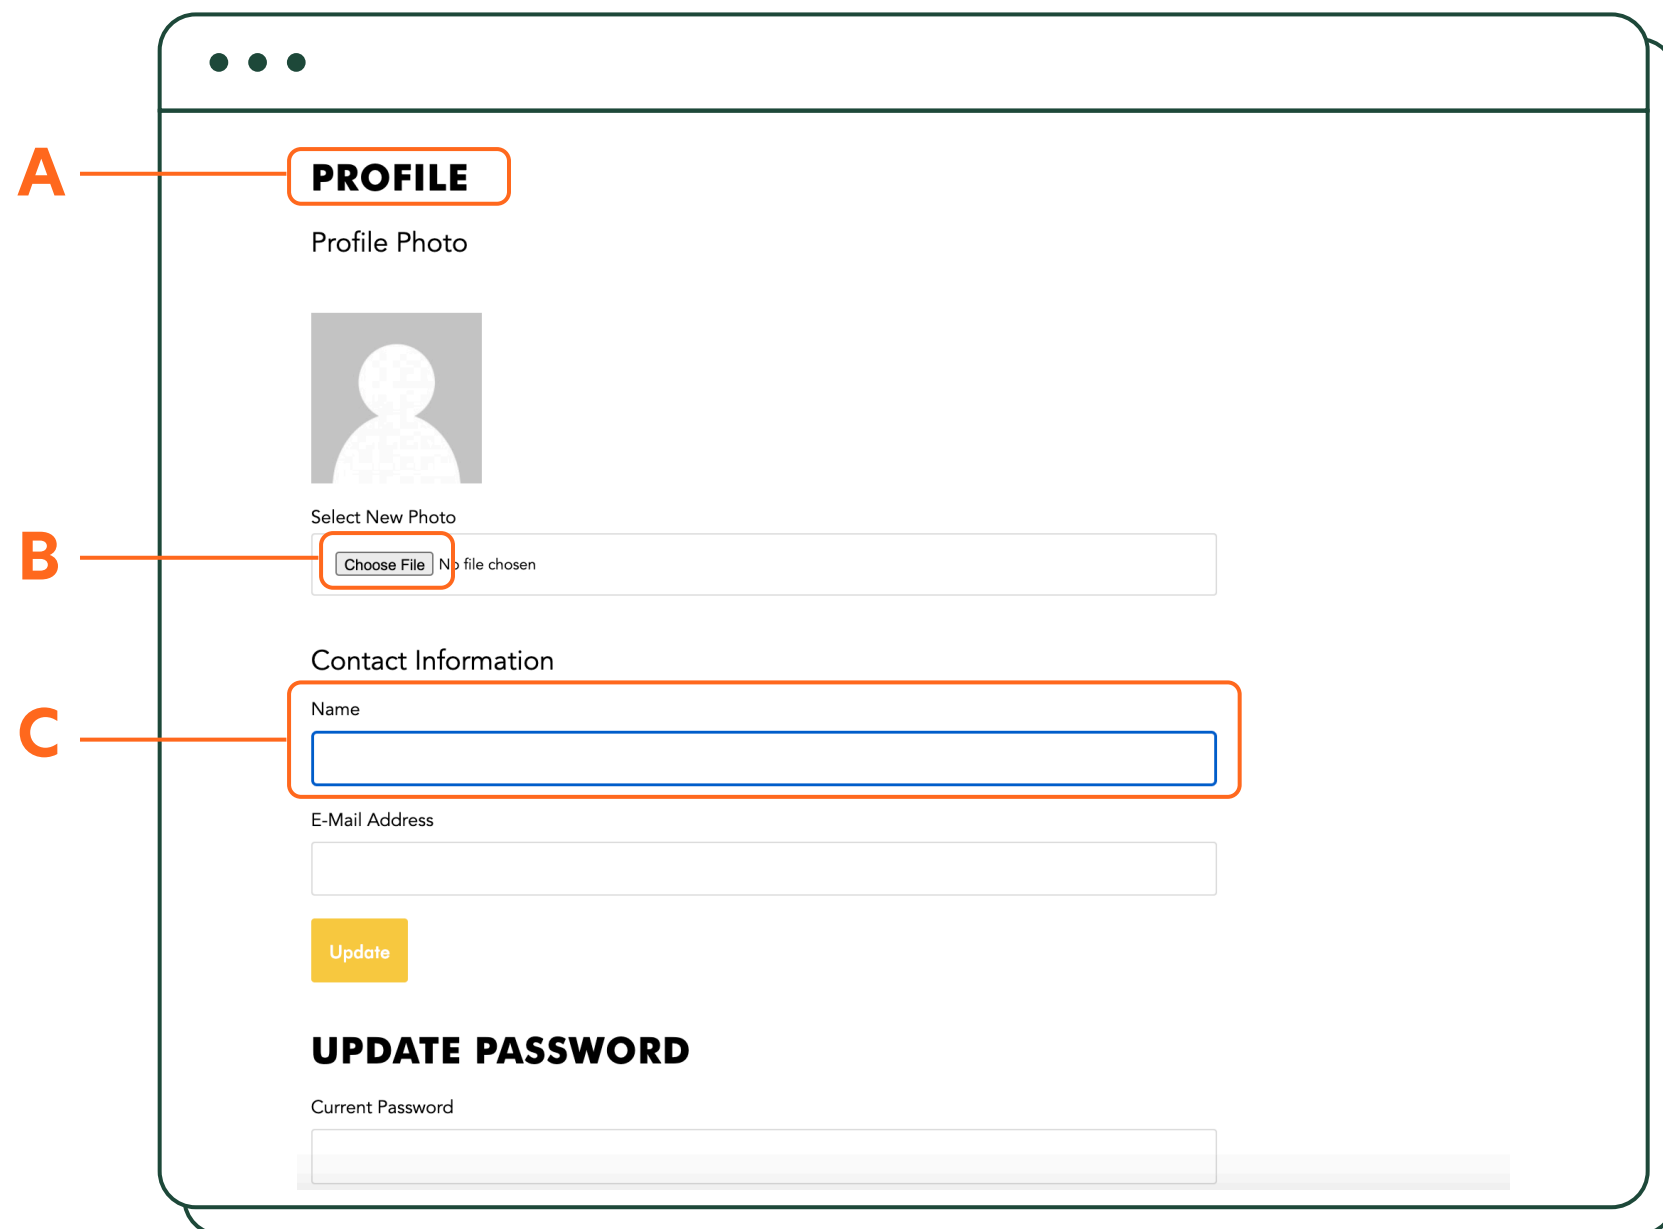 A
PROFILE
Profile Photo
Select New Photo
B
Choose File No file chosen
Contact Information
C
Name
E-Mail Address
Update
UPDATE PASSWORD
Current Password